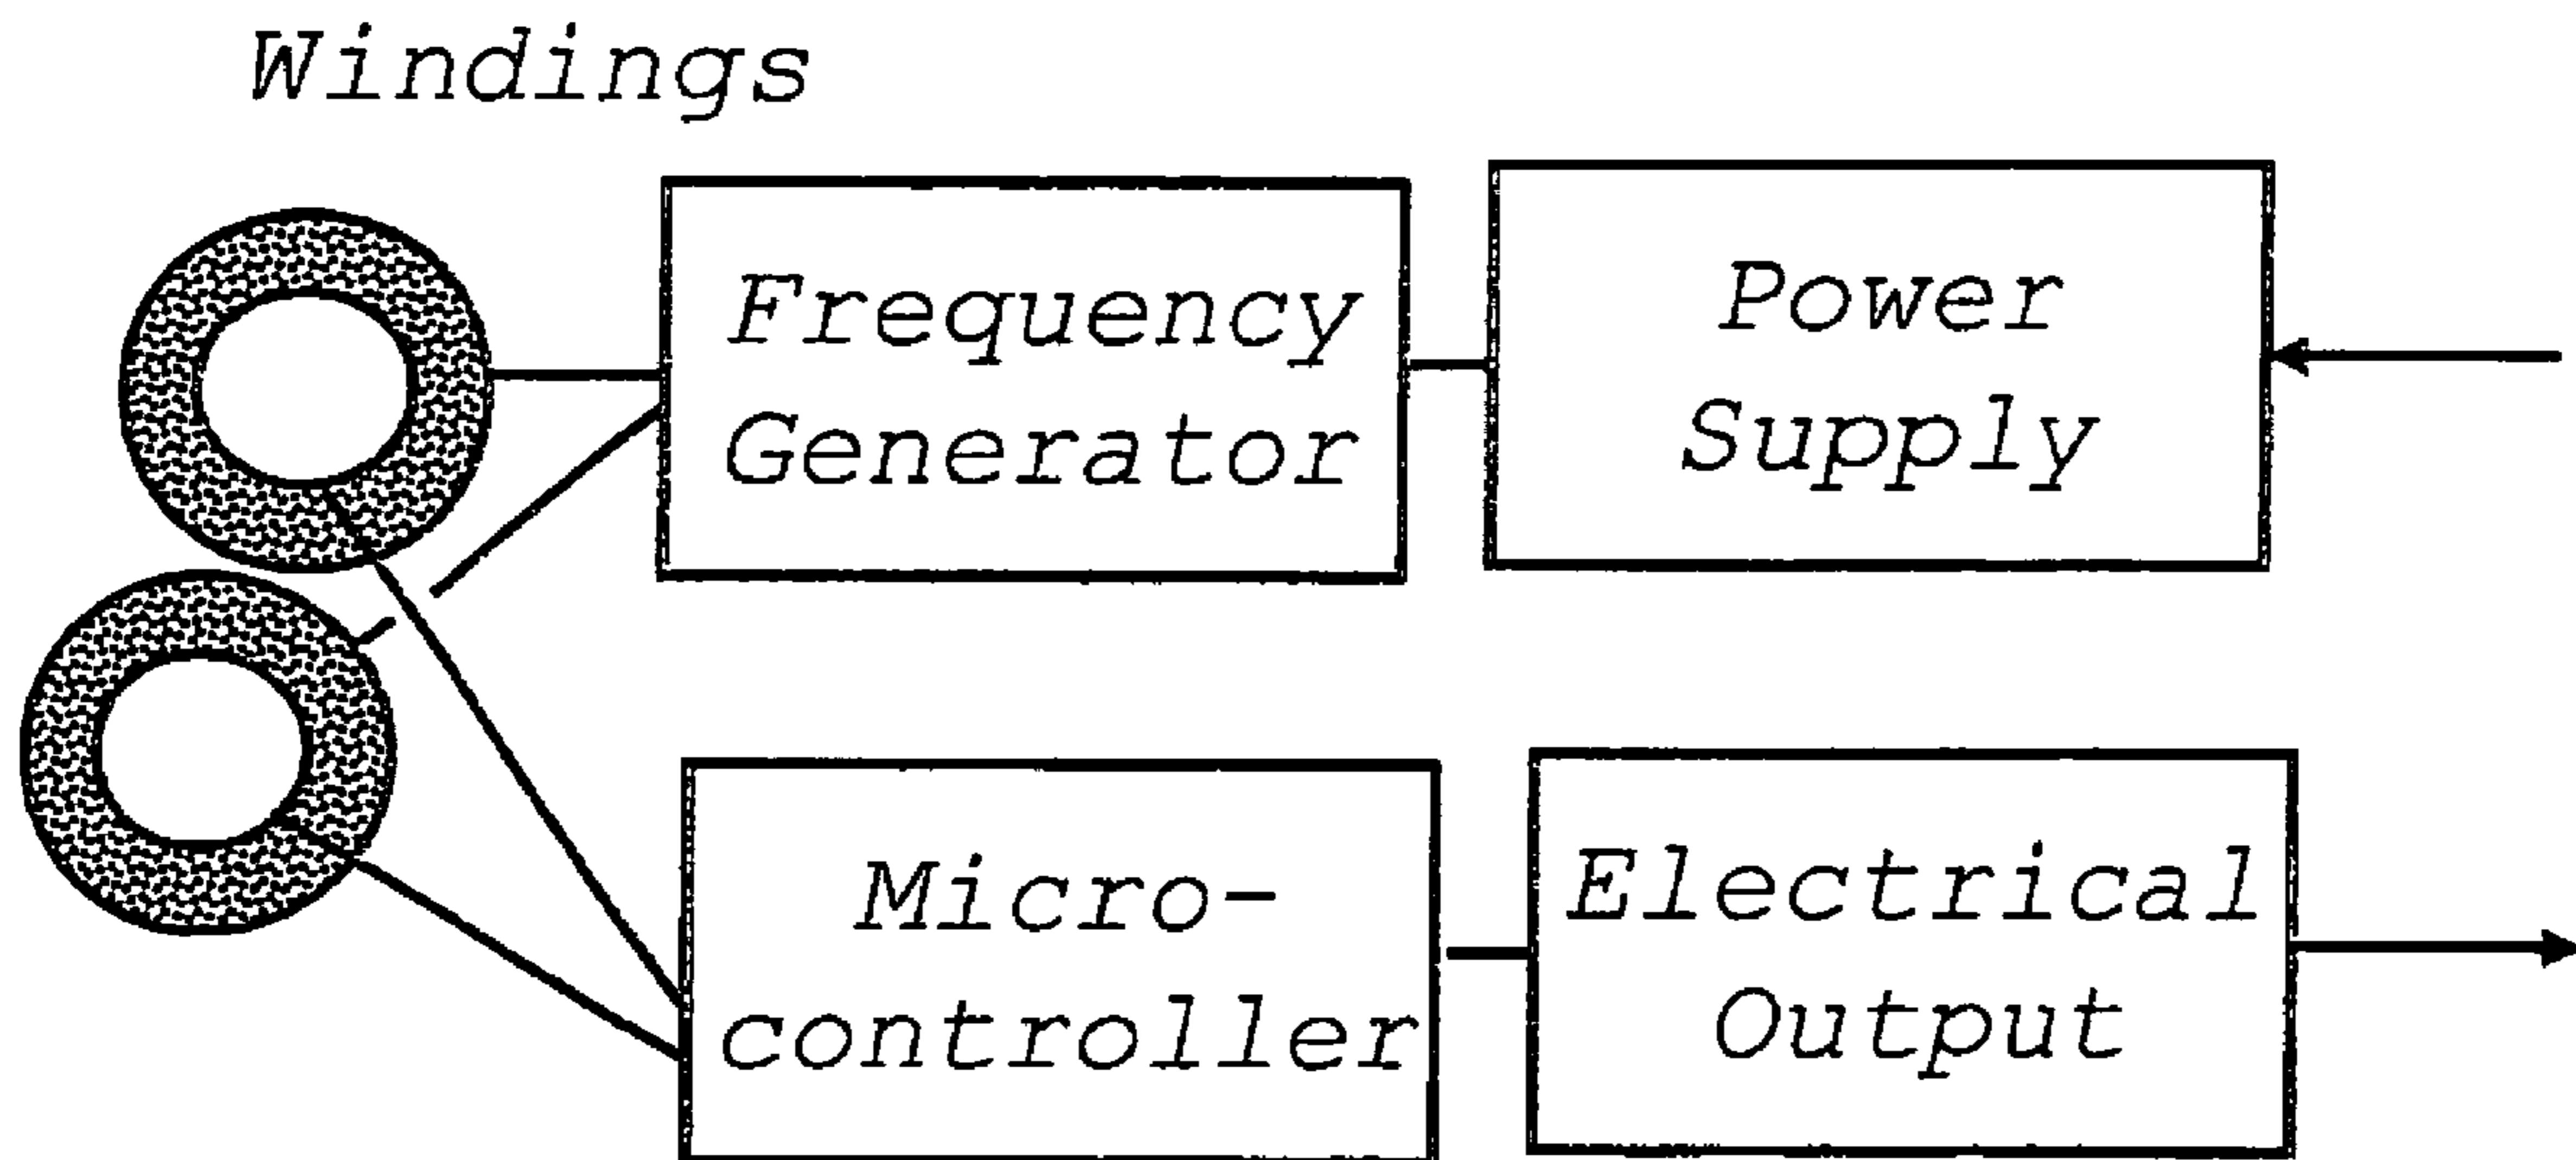 Windings
Frequency
Generator
Power
Supply
Micro-
controller
Electrical
Output